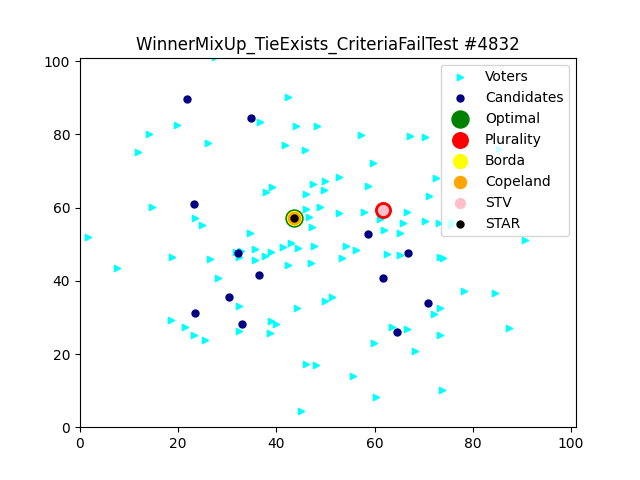 WinnerMixUp_TieExists_CriteriaFailTest #4832
100
80
60
40
20
0
0
20
40
60
80
100
Voters
Candidates
Optimal
Plurality
Borda
Copeland
STV
STAR